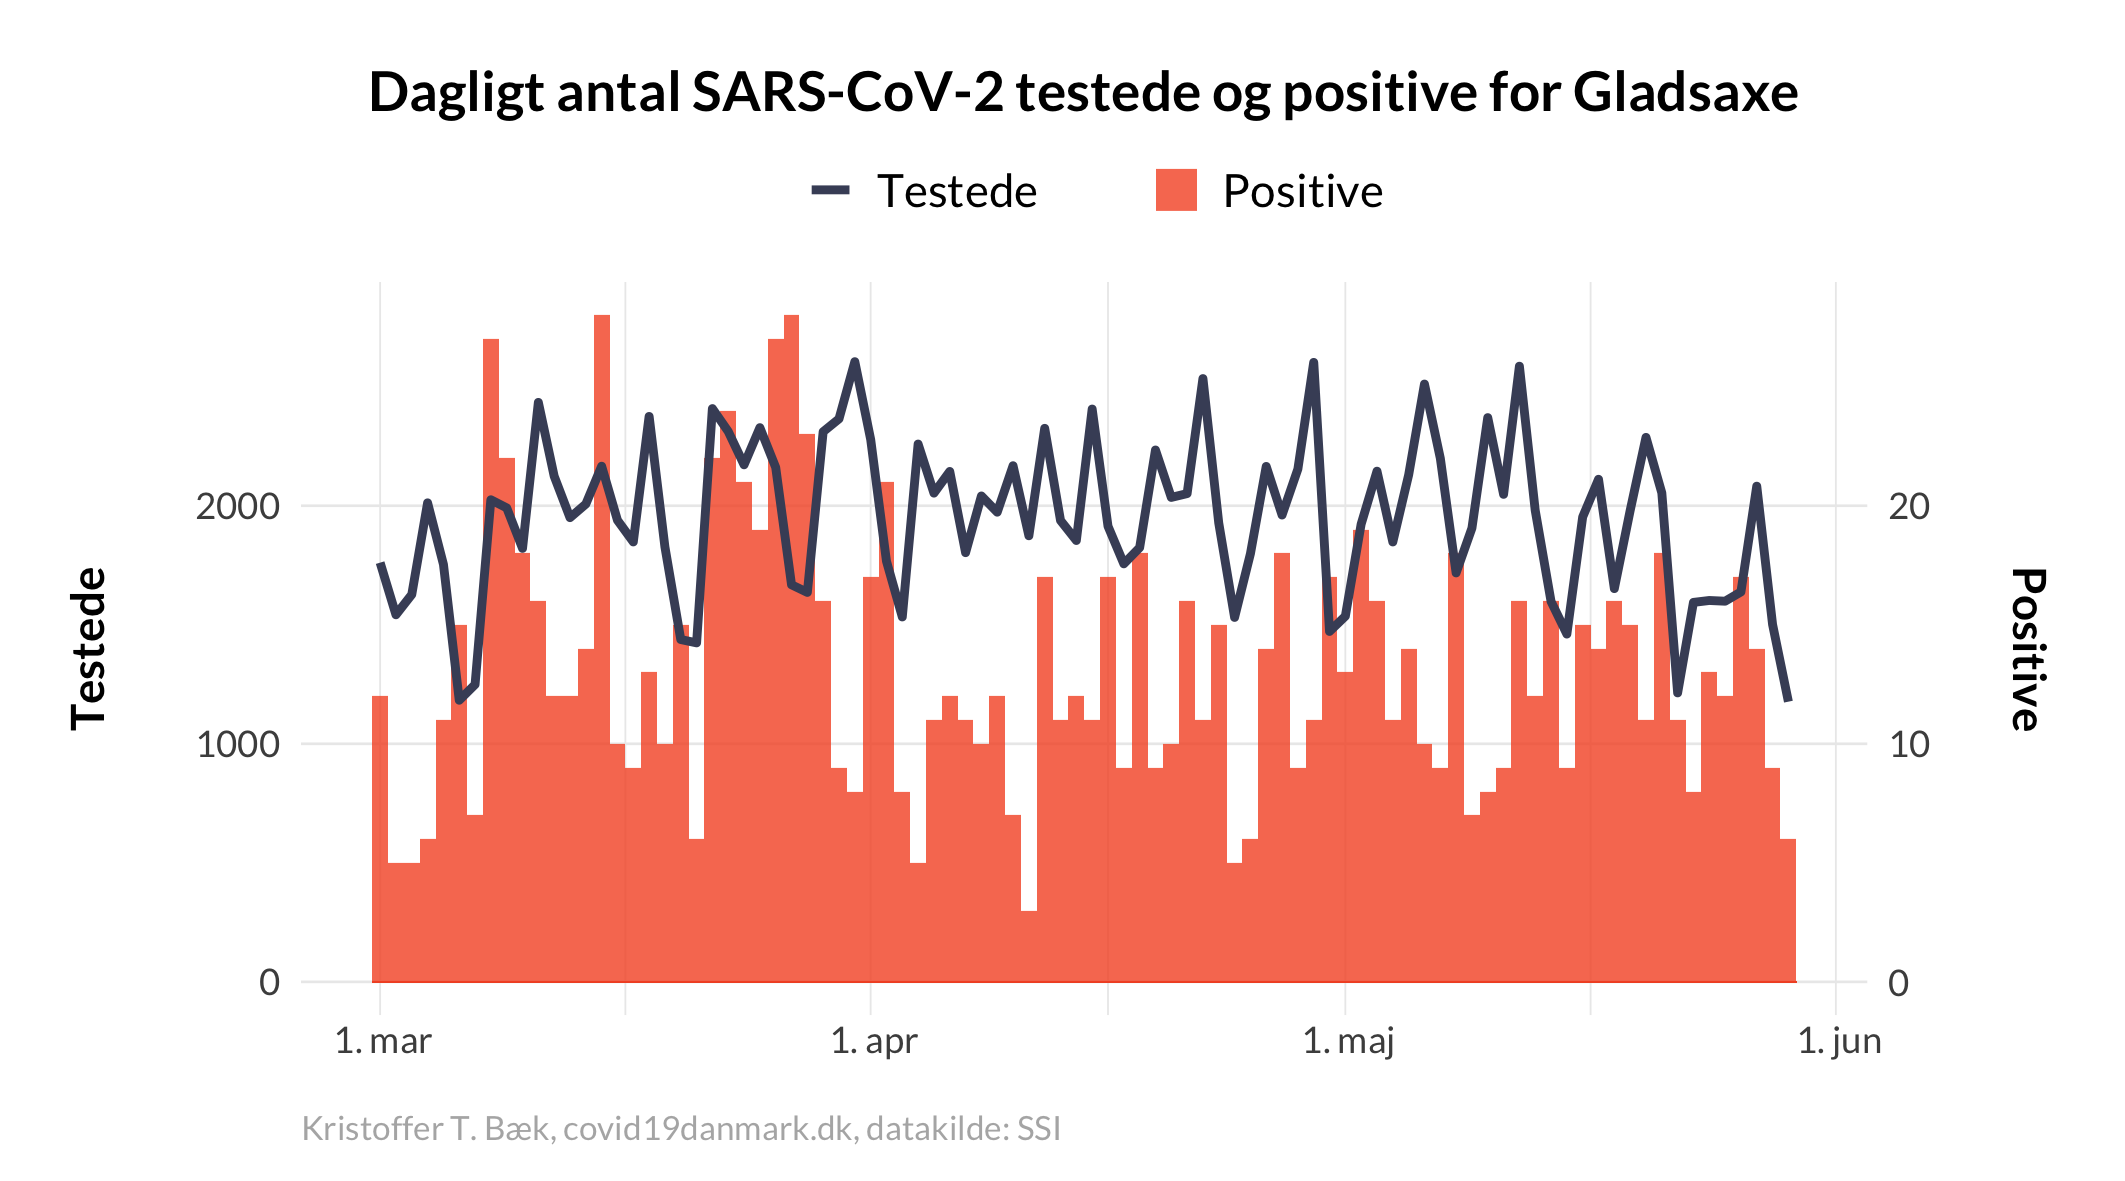 Dagligt antal SARS-CoV-2 testede og positive for Gladsaxe
Testede
Positive
Testede
Positive
2000
1000
0
20
10
0
1. mar
1. apr
1. maj
1. jun
Kristoffer T. Bæk, covid19danmark.dk, datakilde: SSI